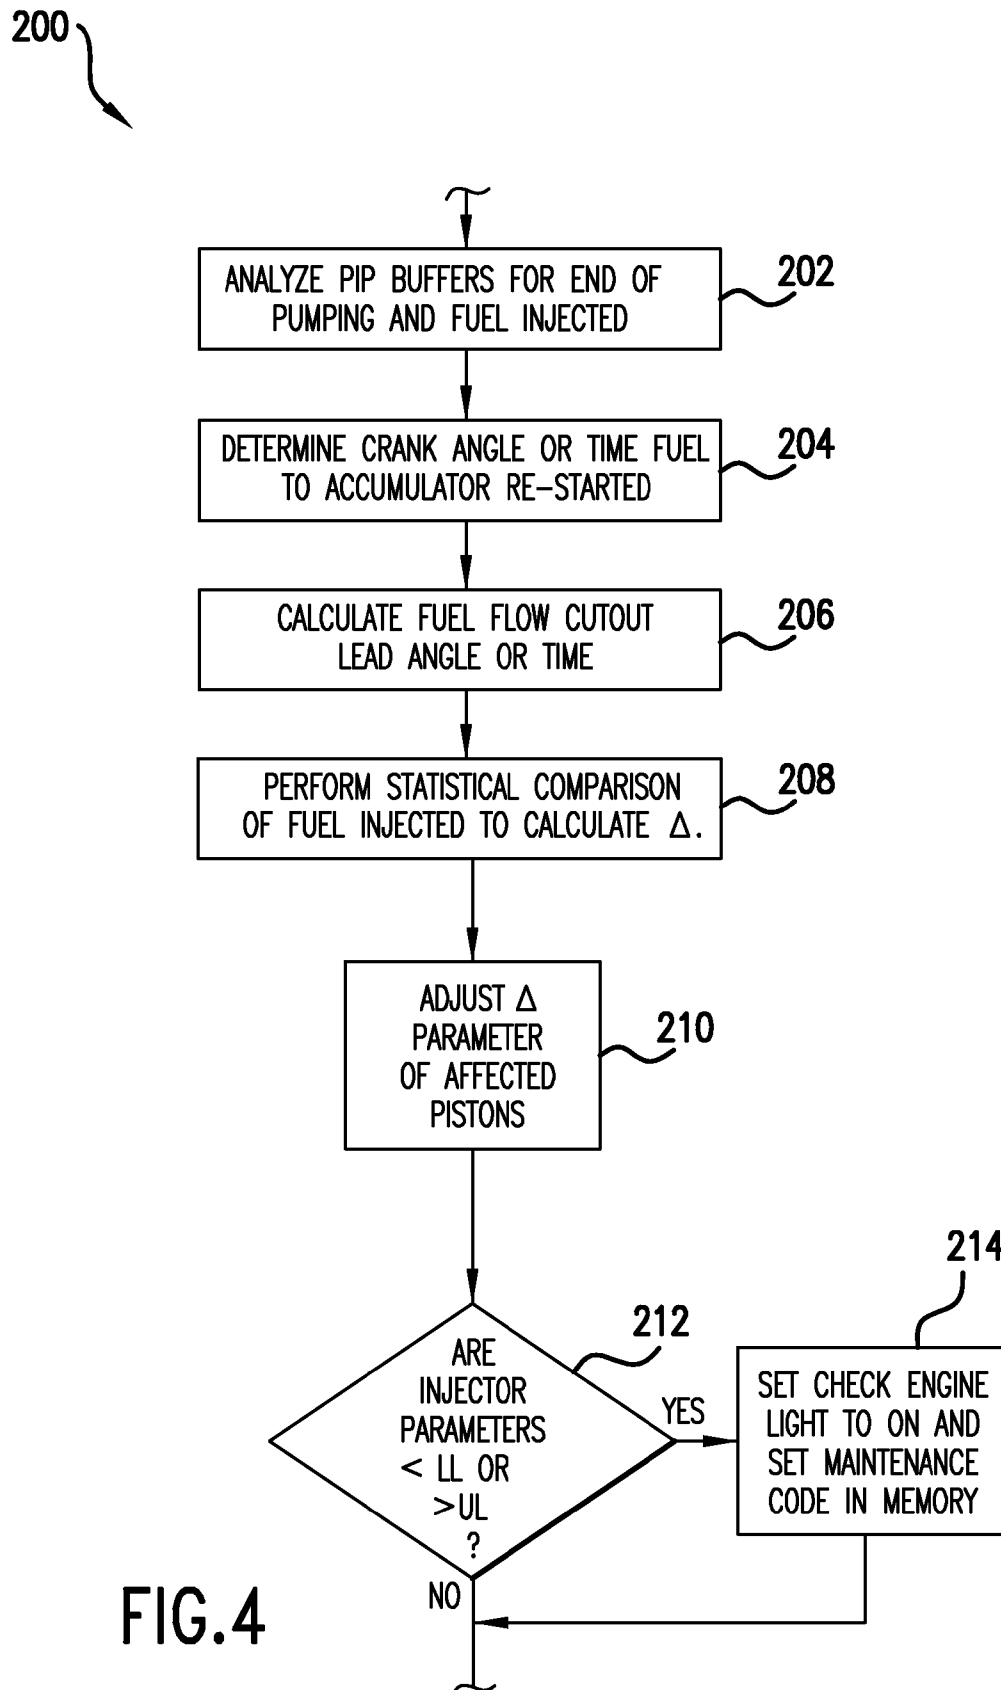 200
ANALYZE PIP BUFFERS FOR END OF
PUMPING AND FUEL INJECTED
202
DETERMINE CRANK ANGLE OR TIME FUEL
TO ACCUMULATOR RE-STARTED
204
CALCULATE FUEL FLOW CUTOUT
LEAD ANGLE OR TIME
206
PERFORM STATISTICAL COMPARISON
OF FUEL INJECTED TO CALCULATE Δ.
208
ADJUST Δ
PARAMETER
OF AFFECTED
PISTONS
210
ARE
INJECTOR
PARAMETERS
< LL OR
>UL
?
212
YES
SET CHECK ENGINE
LIGHT TO ON AND
SET MAINTENANCE
CODE IN MEMORY
214
NO
FIG.4